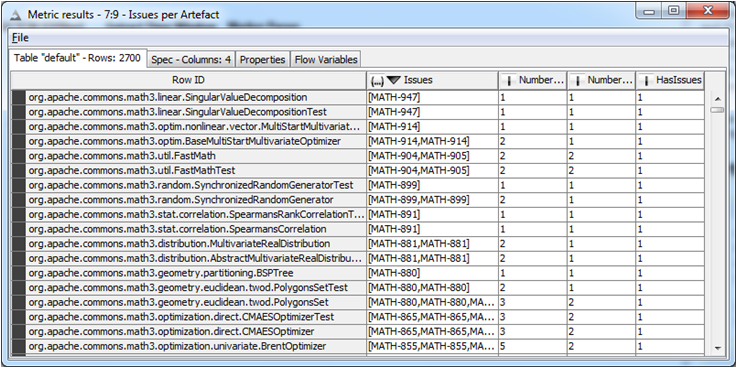 Metric results - 7:9 - Issues per Artefact
File
Table "default" - Rows: 2700 Spec - Columns: 4 Properties Flow Variables
Row ID {...} Issues Number... Number... HasIssues
org.apache.commons.math3.linear.SingularValueDecomposition [MATH-947] 1 1 1
org.apache.commons.math3.linear.SingularValueDecompositionTest [MATH-947] 1 1 1
org.apache.commons.math3.optim.nonlinear.vector.MultiStartMultivariat... [MATH-914] 1 1 1
org.apache.commons.math3.optim.BaseMultiStartMultivariateOptimizer [MATH-914,MATH-914] 2 1 1
org.apache.commons.math3.util.FastMath [MATH-904,MATH-905] 2 2 1
org.apache.commons.math3.util.FastMathTest [MATH-904,MATH-905] 2 2 1
org.apache.commons.math3.random.SynchronizedRandomGeneratorTest [MATH-899] 1 1 1
org.apache.commons.math3.random.SynchronizedRandomGenerator [MATH-899,MATH-899] 2 1 1
org.apache.commons.math3.stat.correlation.SpearmansRankCorrelationT... [MATH-891] 1 1 1
org.apache.commons.math3.stat.correlation.SpearmansCorrelation [MATH-891] 1 1 1
org.apache.commons.math3.distribution.MultivariateRealDistribution [MATH-881,MATH-881] 2 1 1
org.apache.commons.math3.distribution.AbstractMultivariateRealDistribu... [MATH-881,MATH-881] 2 1 1
org.apache.commons.math3.geometry.partitioning.BSPTree [MATH-880] 1 1 1
org.apache.commons.math3.geometry.euclidean.twod.PolygonsSetTest [MATH-880,MATH-880] 2 1 1
org.apache.commons.math3.geometry.euclidean.twod.PolygonsSet [MATH-880,MATH-880,MA... 3 2 1
org.apache.commons.math3.optimization.direct.CMAESOptimizerTest [MATH-865,MATH-865,MA... 3 2 1
org.apache.commons.math3.optimization.direct.CMAESOptimizer [MATH-865,MATH-865,MA... 3 2 1
org.apache.commons.math3.optimization.univariate.BrentOptimizer [MATH-855,MATH-855,MA... 5 2 1